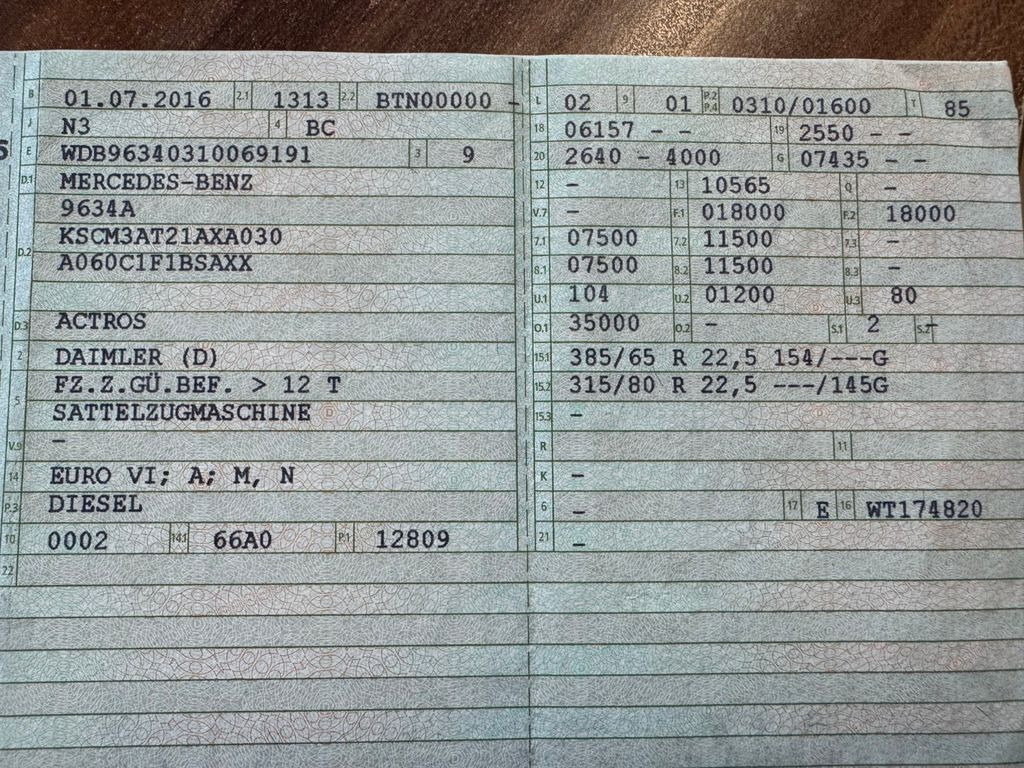 B 01.07.2016 2.1 1313 2.2 BTN00000 -
J N3 4 BC
5
E WDB96340310069191 3 9
D.1 MERCEDES-BENZ
9634A
D.2 KSCM3AT21AXA030
A060C1F1BSAXX
D.3 ACTROS
2 DAIMLER (D)
FZ.Z.GÜ.BEF. > 12 T
5 SATTELZUGMASCHINE
V.9 -
14 EURO VI; A; M, N
P.3 DIESEL
10 0002 14.1 66A0 P.1 12809
22
L 02 9 01 P.2 P.4 0310/01600 T 85
18 06157 - - 19 2550 - -
20 2640 - 4000 G 07435 - -
12 - 13 10565 Q -
V.7 - F.1 018000 F.2 18000
7.1 07500 7.2 11500 7.3 -
8.1 07500 8.2 11500 8.3 -
U.1 104 U.2 01200 U.3 80
O.1 35000 O.2 - S.1 2 S.2 -
15.1 385/65 R 22,5 154/---G
15.2 315/80 R 22,5 ---/145G
15.3 -
R 11
K -
6 - 17 E 16 WT174820
21 -